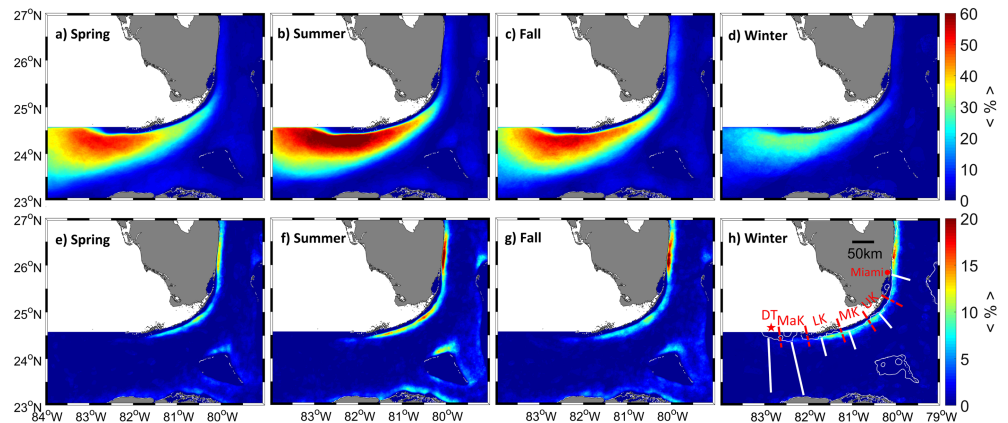 27°N
26°N
25°N
24°N
23°N
a) Spring
b) Summer
c) Fall
d) Winter
60
50
40
30
20
10
0
< % >
27°N
26°N
25°N
24°N
23°N
84°W 83°W 82°W 81°W 80°W
e) Spring
83°W 82°W 81°W 80°W
f) Summer
83°W 82°W 81°W 80°W
g) Fall
83°W 82°W 81°W 80°W 79°W
h) Winter
50km
Miami
DT
MaK
LK
MK
UK
20
15
10
5
0
< % >